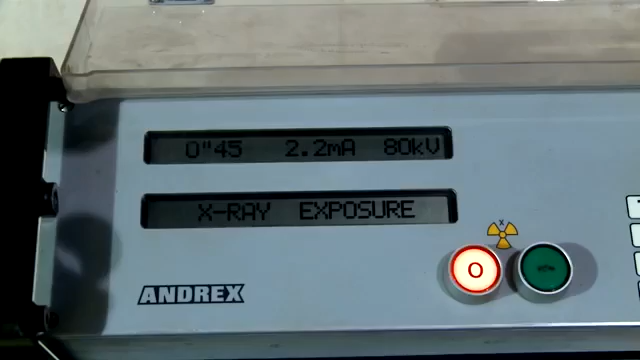 0"45 2.2mA 80kV
X-RAY EXPOSURE
X
O
ANDREX